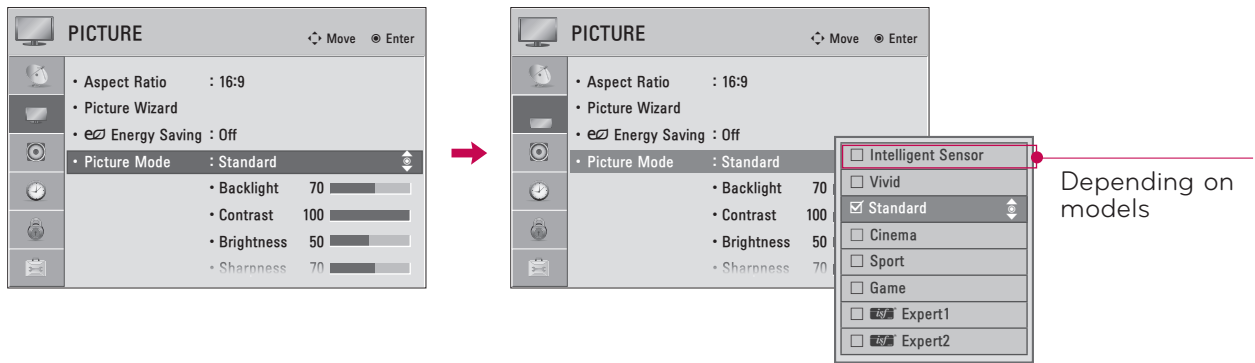 PICTURE Move Enter
• Aspect Ratio : 16:9
• Picture Wizard
• Energy Saving : Off
• Picture Mode : Standard
• Backlight 70
• Contrast 100
• Brightness 50
• Sharpness 70
PICTURE Move Enter
• Aspect Ratio : 16:9
• Picture Wizard
• Energy Saving : Off
• Picture Mode : Standard
• Backlight 70
• Contrast 100
• Brightness 50
• Sharpness 70
Intelligent Sensor
Vivid
Standard
Cinema
Sport
Game
isf Expert1
isf Expert2
Depending on
models